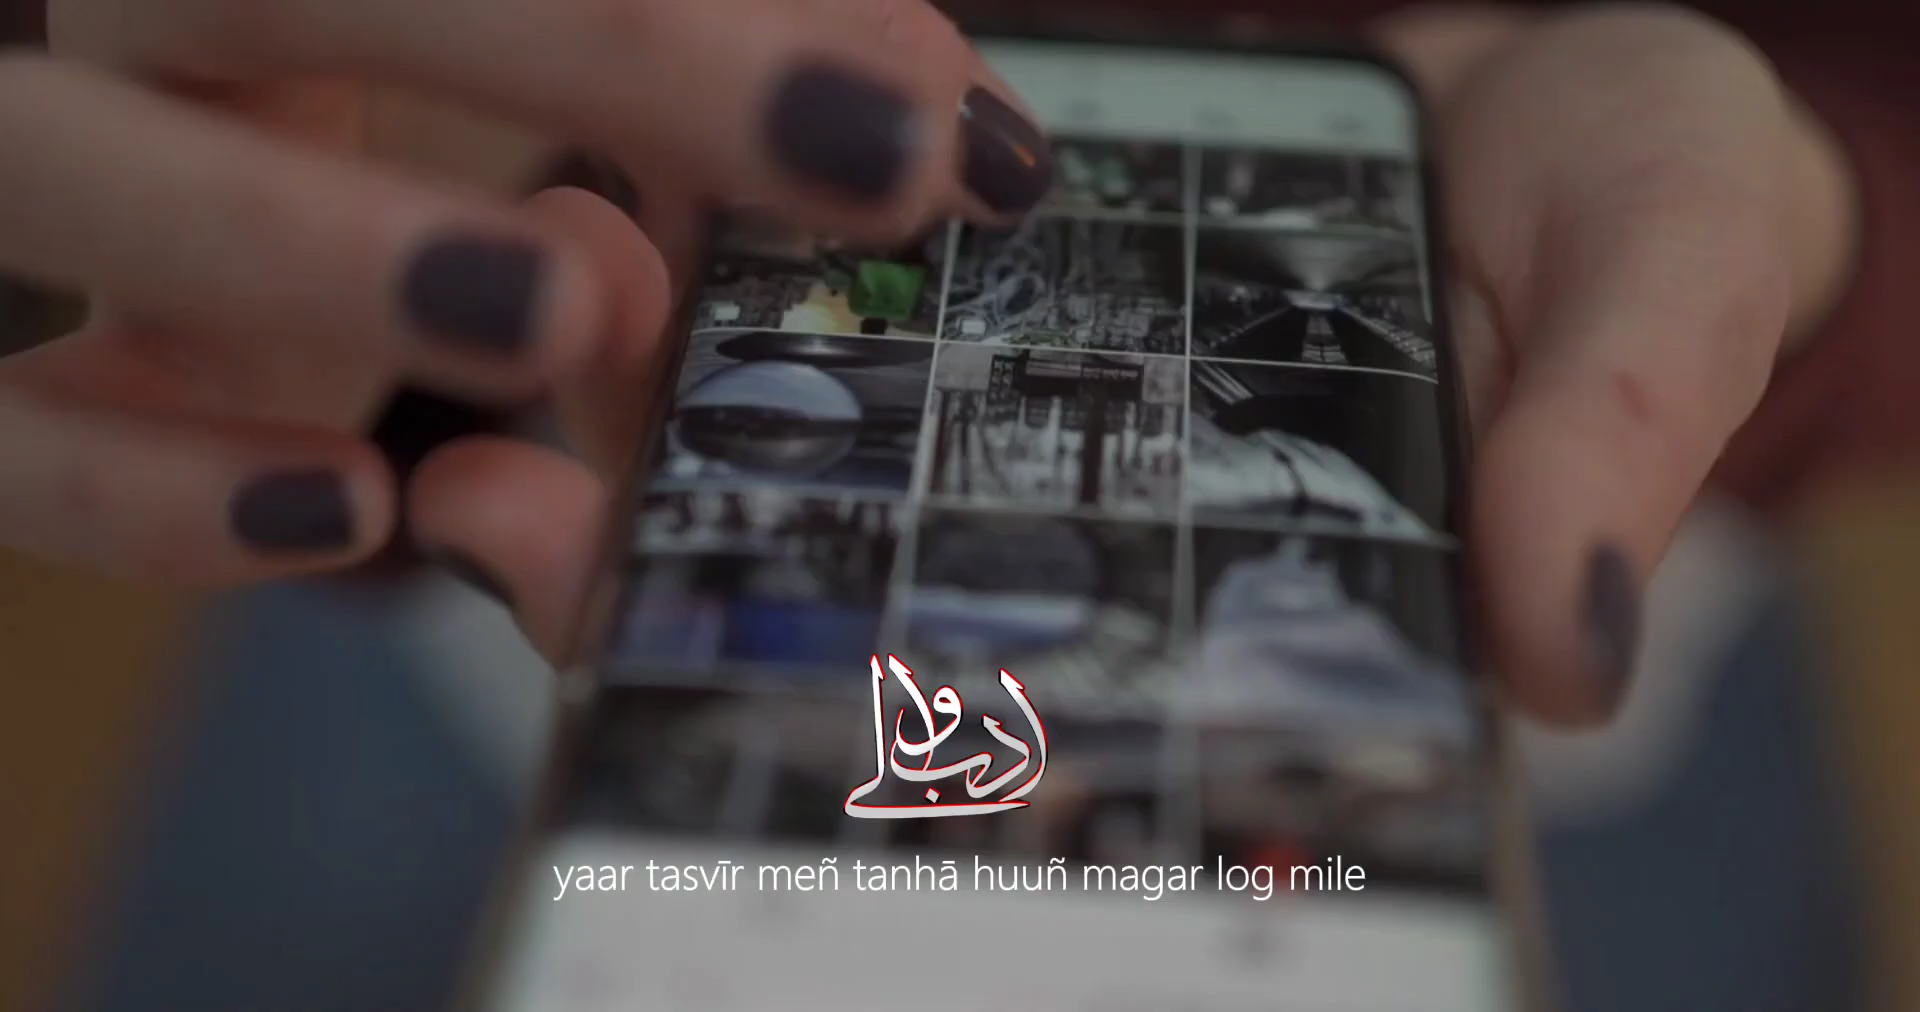 ادب والے
yaar tasvīr meñ tanhā huuñ magar log mile